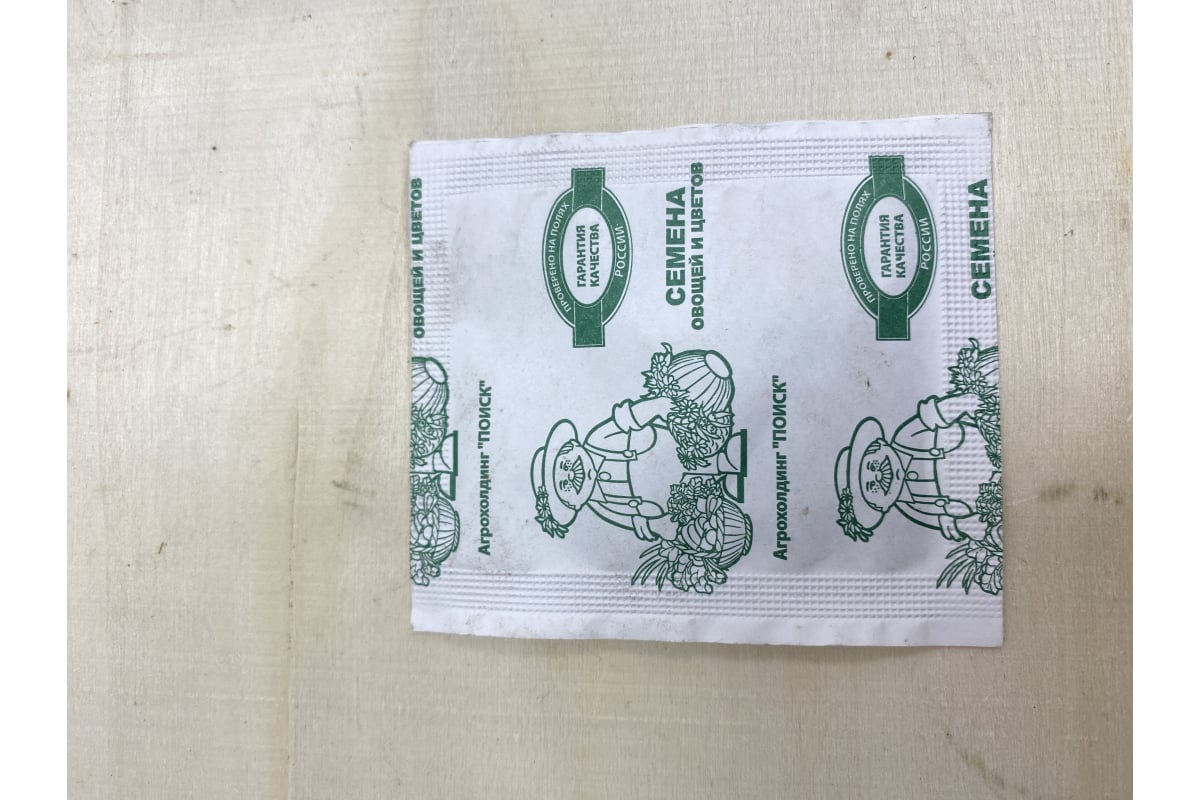 ОВОЩЕЙ И ЦВЕТОВ
Агрохолдинг "ПОИСК"
ПРОВЕРЕНО НА ПОЛЯХ
ГАРАНТИЯ
КАЧЕСТВА
РОССИИ
СЕМЕНА
ОВОЩЕЙ И ЦВЕТОВ
Агрохолдинг "ПОИСК"
ПРОВЕРЕНО НА ПОЛЯХ
ГАРАНТИЯ
КАЧЕСТВА
РОССИИ
СЕМЕНА